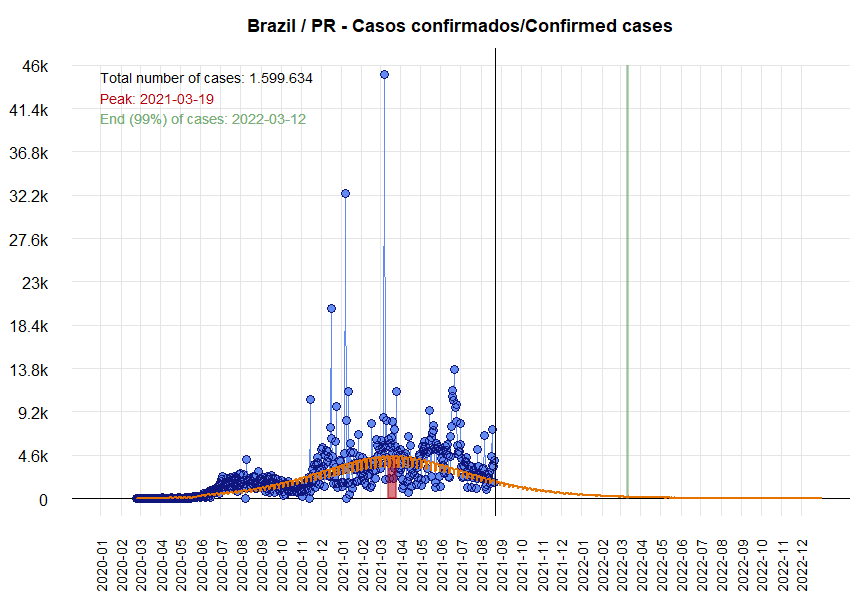 Brazil / PR - Casos confirmados/Confirmed cases
46k
41.4k
36.8k
32.2k
27.6k
23k
18.4k
13.8k
9.2k
4.6k
0
Total number of cases: 1.599.634
Peak: 2021-03-19
End (99%) of cases: 2022-03-12
2020-01
2020-02
2020-03
2020-04
2020-05
2020-06
2020-07
2020-08
2020-09
2020-10
2020-11
2020-12
2021-01
2021-02
2021-03
2021-04
2021-05
2021-06
2021-07
2021-08
2021-09
2021-10
2021-11
2021-12
2022-01
2022-02
2022-03
2022-04
2022-05
2022-06
2022-07
2022-08
2022-09
2022-10
2022-11
2022-12